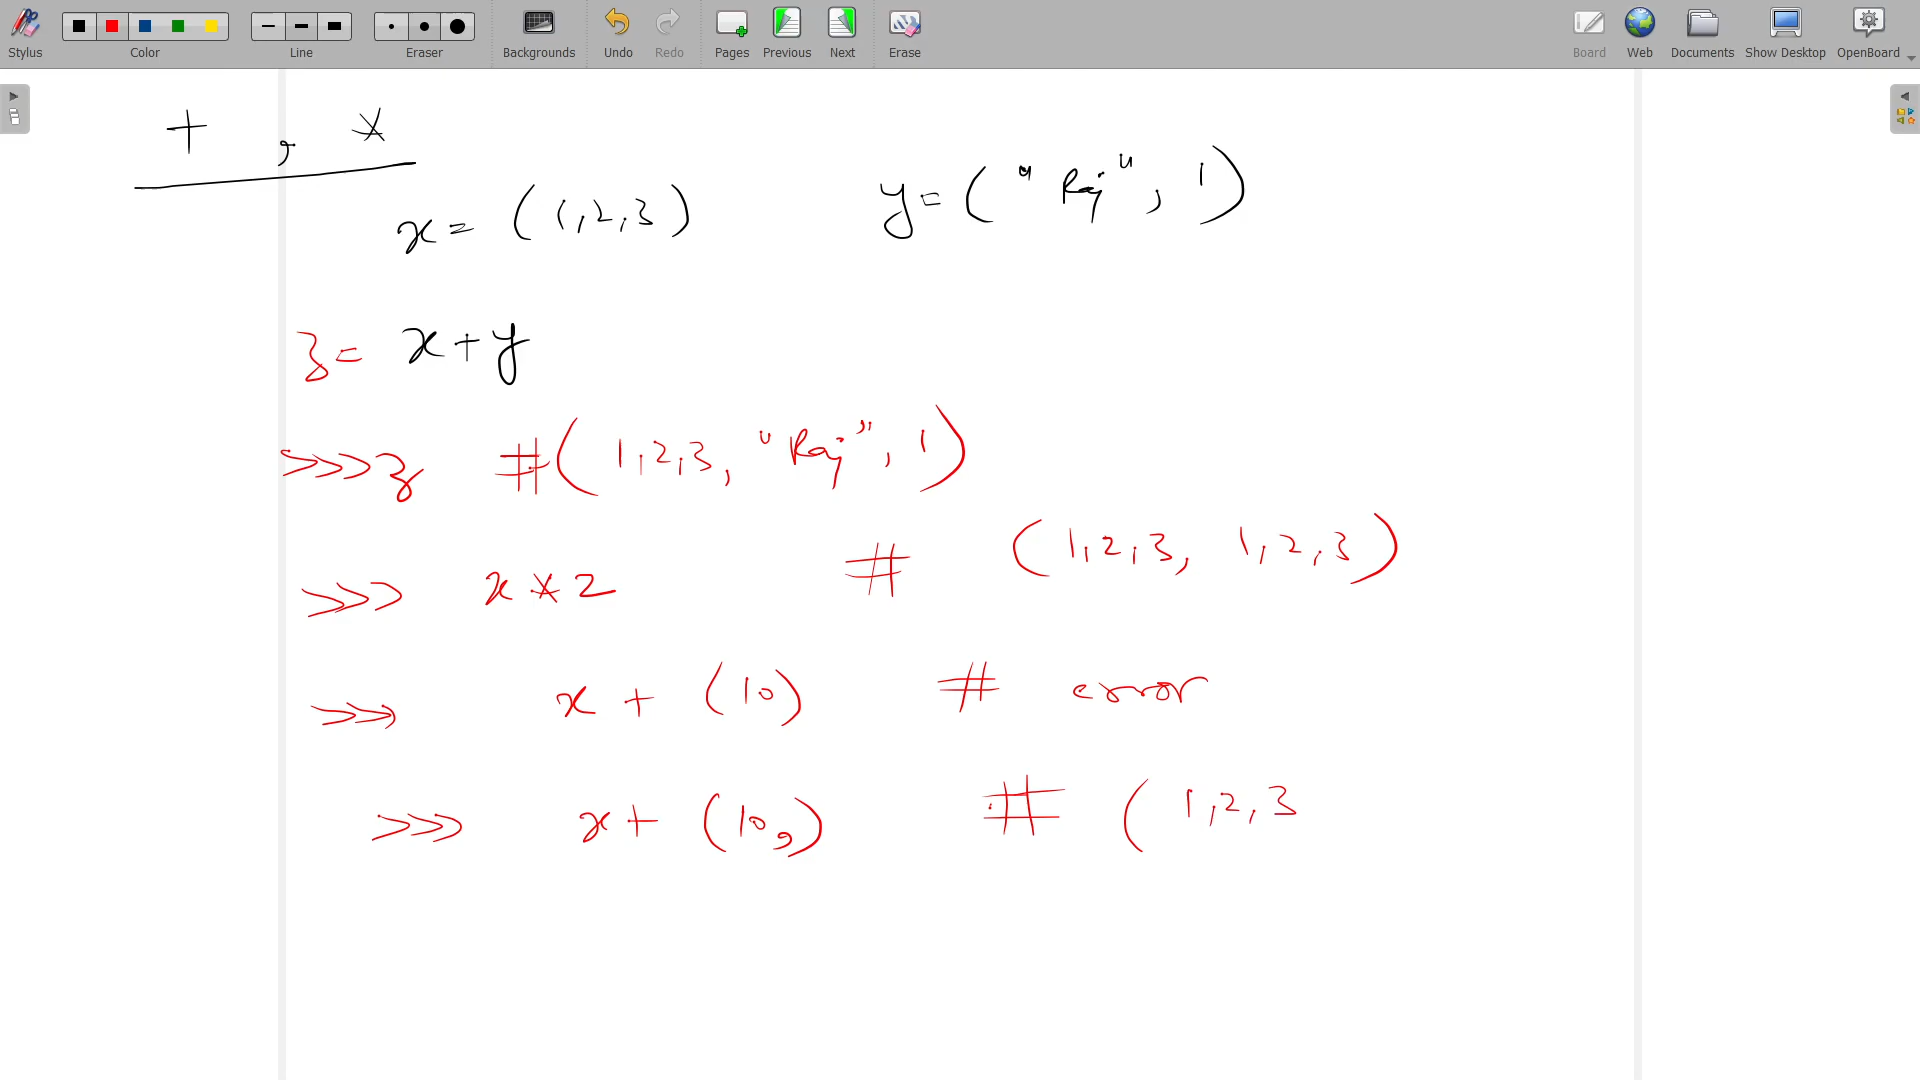 Stylus Color Line Eraser Backgrounds Undo Redo Pages Previous Next Erase Board Web Documents Show Desktop OpenBoard
+ , *
x = (1,2,3) y = ("Raj", 1)
z = x+y
>>>z #(1,2,3, "Raj", 1)
>>> x*2 # (1,2,3, 1,2,3)
>>> x + (10) # error
>>> x+ (10,) # (1,2,3